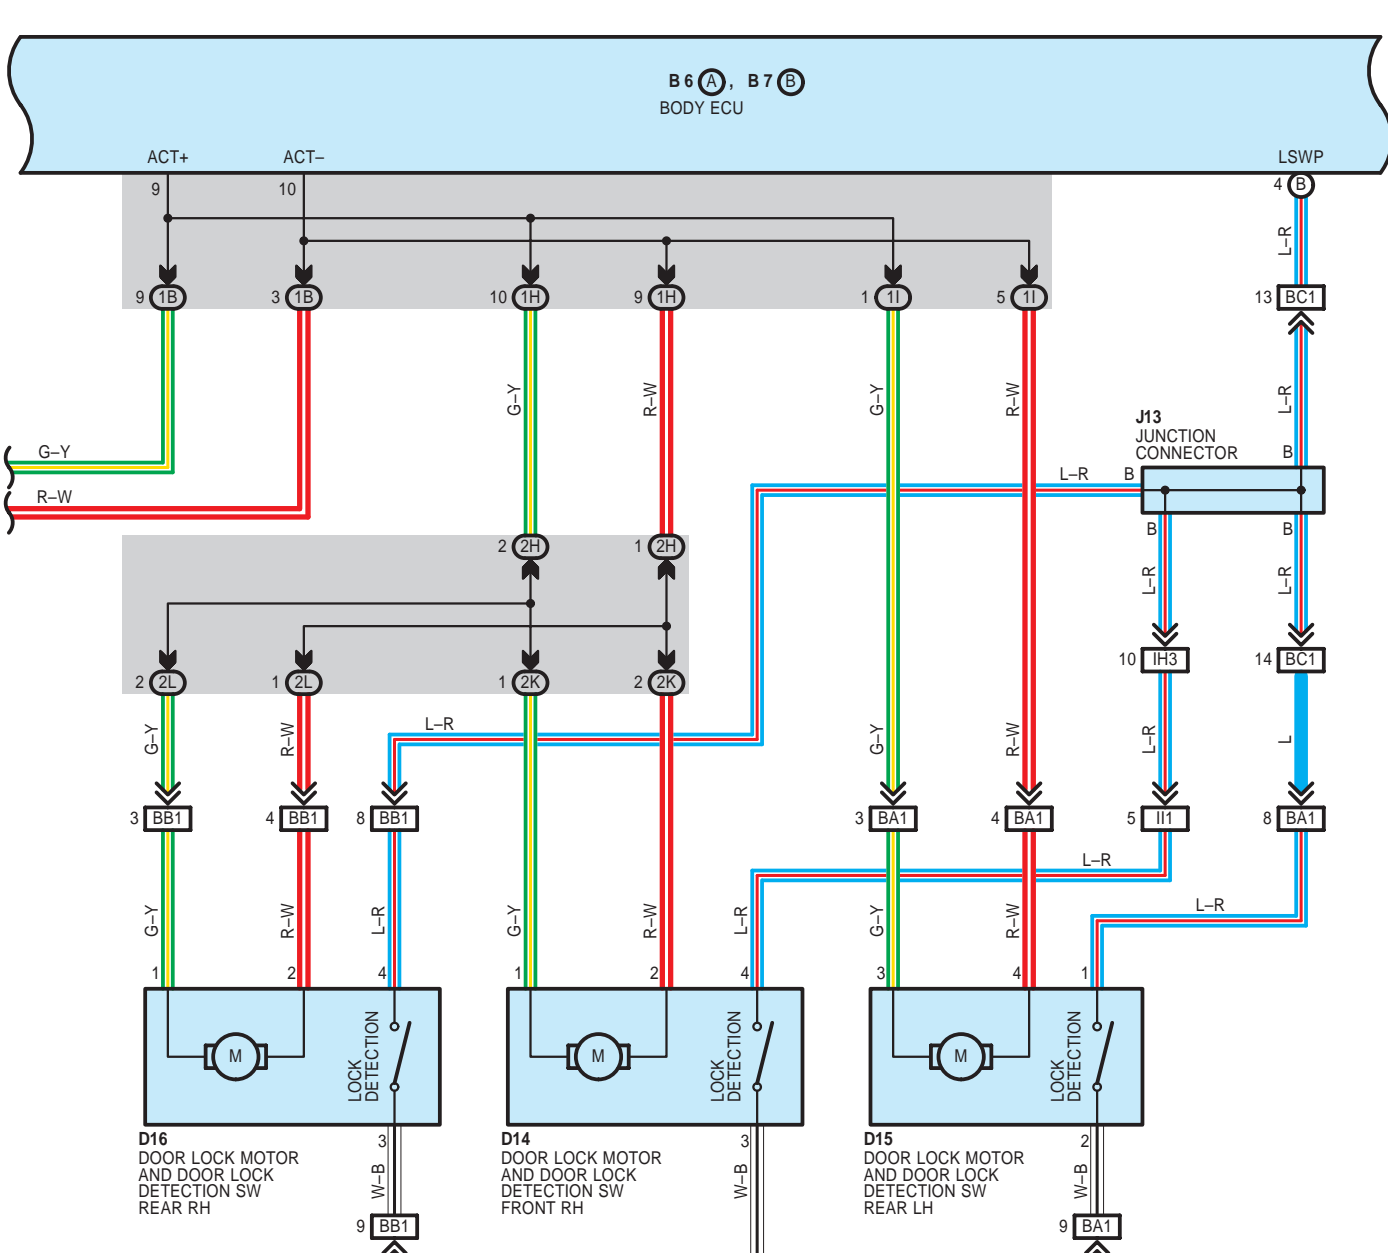 B 6 A , B 7 B
BODY ECU
ACT+
ACT–
LSWP
9
10
4 B
L–R
9 1B
3 1B
10 1H
9 1H
1 1I
5 1I
13 BC1
G–Y
R–W
G–Y
R–W
L–R
J13
JUNCTION
CONNECTOR
B
G–Y
R–W
L–R
B
B
B
2 2H
1 2H
L–R
L–R
2 2L
1 2L
1 2K
2 2K
10 IH3
14 BC1
L–R
G–Y
R–W
G–Y
R–W
L–R
L
3 BB1
4 BB1
8 BB1
3 BA1
4 BA1
5 II1
8 BA1
L–R
L–R
G–Y
R–W
L–R
G–Y
R–W
L–R
G–Y
R–W
1
2
4
1
2
4
3
4
1
M
LOCK
DETECTION
M
LOCK
DETECTION
M
LOCK
DETECTION
D16
DOOR LOCK MOTOR
AND DOOR LOCK
DETECTION SW
REAR RH
3
W–B
D14
DOOR LOCK MOTOR
AND DOOR LOCK
DETECTION SW
FRONT RH
3
W–B
D15
DOOR LOCK MOTOR
AND DOOR LOCK
DETECTION SW
REAR LH
2
W–B
9 BB1
9 BA1